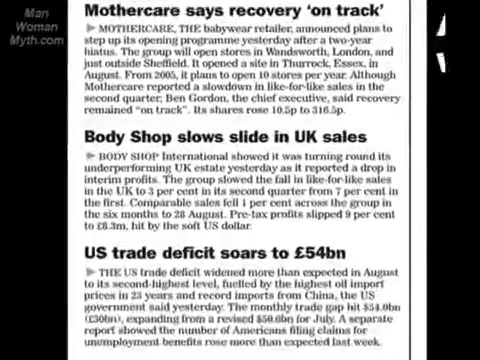 Man
Woman
Myth.com
Mothercare says recovery 'on track'
MOTHERCARE, THE babywear retailer, announced plans to
step up its opening programme yesterday after a two-year
hiatus. The group will open stores in Wandsworth, London, and
just outside Sheffield. It opened a site in Thurrock, Essex, in
August. From 2005, it plans to open 10 stores per year. Although
Mothercare reported a slowdown in like-for-like sales in the
second quarter, Ben Gordon, the chief executive, said recovery
remained "on track". Its shares rose 10.5p to 316.5p.
Body Shop slows slide in UK sales
BODY SHOP International showed it was turning round its
underperforming UK estate yesterday as it reported a drop in
interim profits. The group slowed the fall in like-for-like sales
in the UK to 3 per cent in its second quarter from 7 per cent in
the first. Comparable sales fell 1 per cent across the group in
the six months to 28 August. Pre-tax profits slipped 9 per cent
to £8.3m, hit by the soft US dollar.
US trade deficit soars to £54bn
THE US trade deficit widened more than expected in August
to its second-highest level, fuelled by the highest oil import
prices in 23 years and record imports from China, the US
government said yesterday. The monthly trade gap hit $54.0bn
(£30bn), expanding from a revised $50.6bn for July. A separate
report showed the number of Americans filing claims for
unemployment benefits rose more than expected last week.